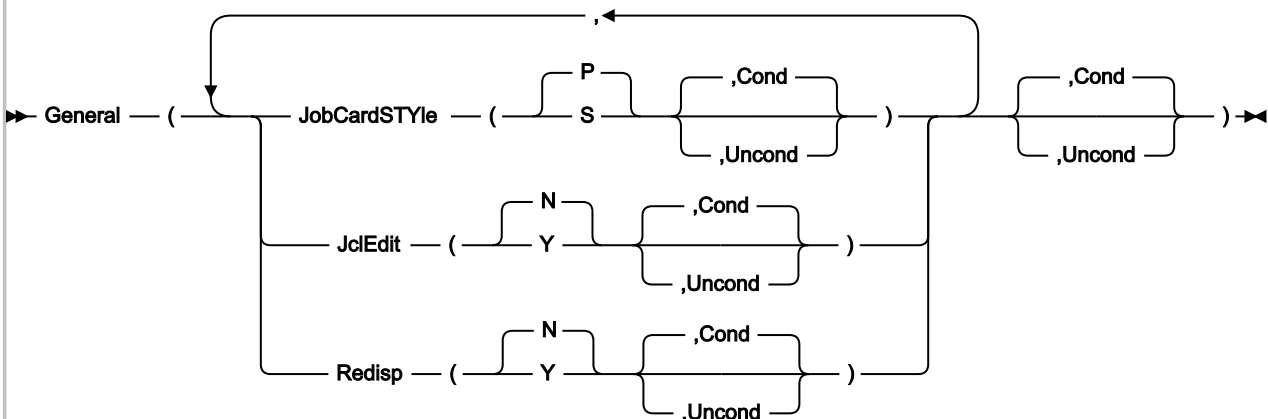 ,
P ,Cond ,Cond
General ( JobCardSTYle ( S ) )
,Uncond ,Uncond
N ,Cond
JclEdit ( Y )
,Uncond
N ,Cond
Redisp ( Y )
,Uncond